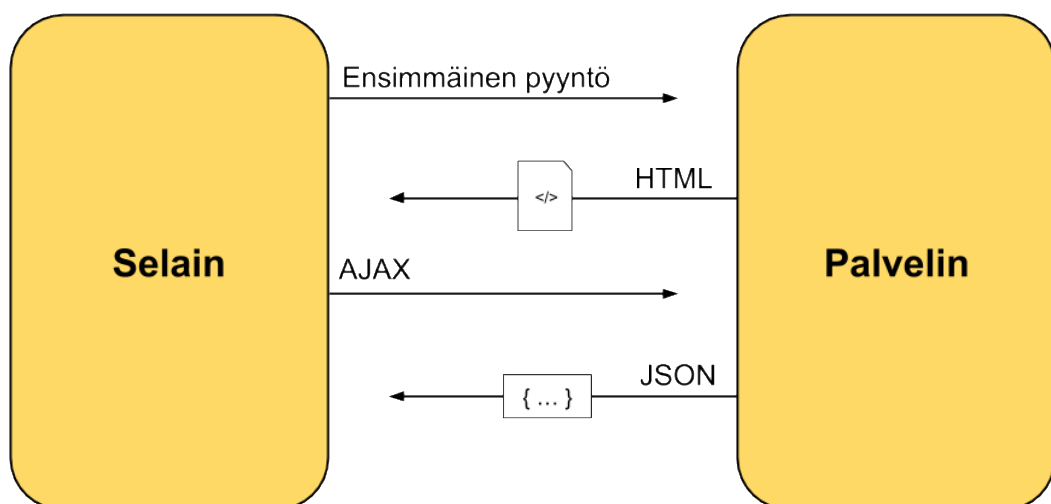 Ensimmäinen pyyntö
HTML
</>
Selain
Palvelin
AJAX
JSON
{ ... }